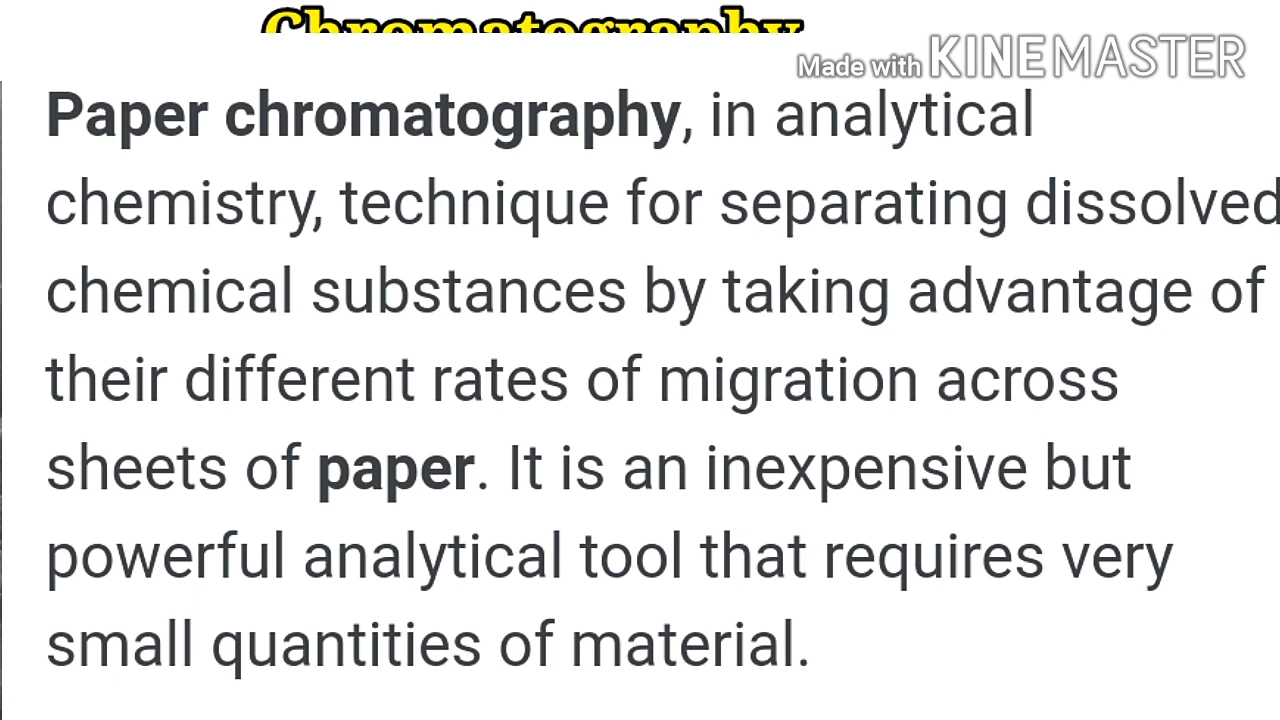 Chromatography
Made with KINEMASTER
Paper chromatography, in analytical
chemistry, technique for separating dissolved
chemical substances by taking advantage of
their different rates of migration across
sheets of paper. It is an inexpensive but
powerful analytical tool that requires very
small quantities of material.